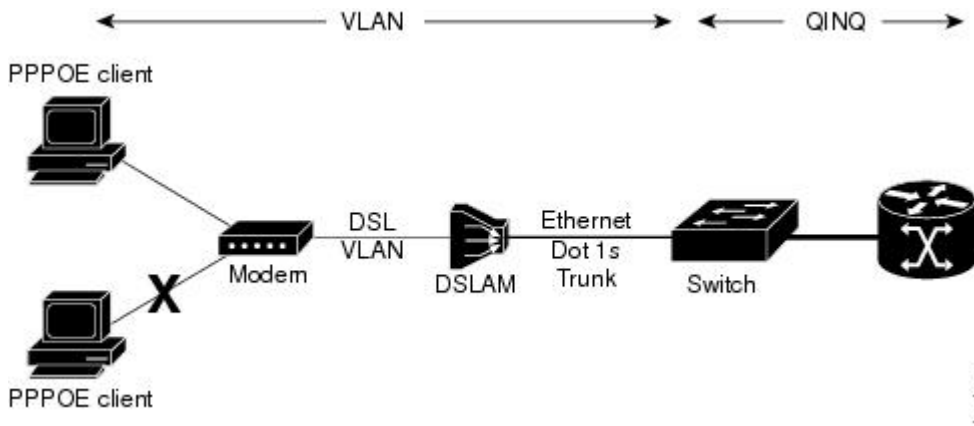 VLAN
QINQ
PPPOE client
DSL
VLAN
Modem
DSLAM
Ethernet
Dot 1s
Trunk
Switch
PPPOE client